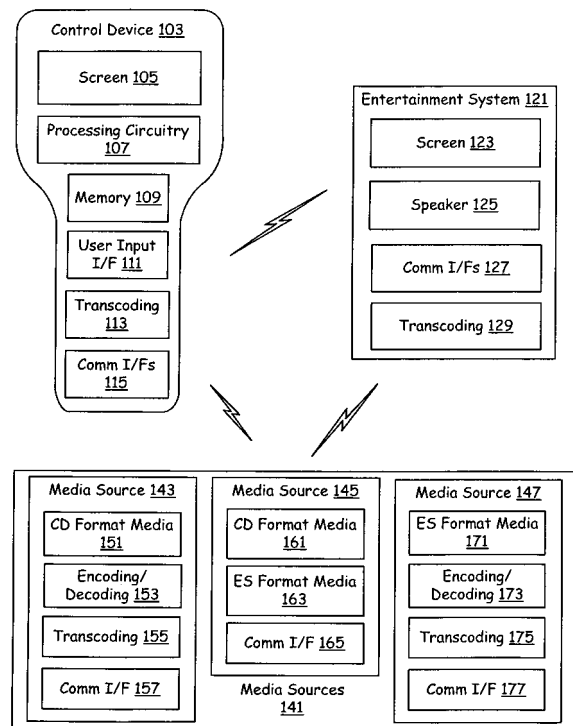 Control Device 103
Screen 105
Processing Circuitry
107
Memory 109
User Input
I/F 111
Transcoding
113
Comm I/Fs
115
Entertainment System 121
Screen 123
Speaker 125
Comm I/Fs 127
Transcoding 129
Media Source 143
CD Format Media
151
Encoding/
Decoding 153
Transcoding 155
Comm I/F 157
Media Source 145
CD Format Media
161
ES Format Media
163
Comm I/F 165
Media Sources
141
Media Source 147
ES Format Media
171
Encoding/
Decoding 173
Transcoding 175
Comm I/F 177